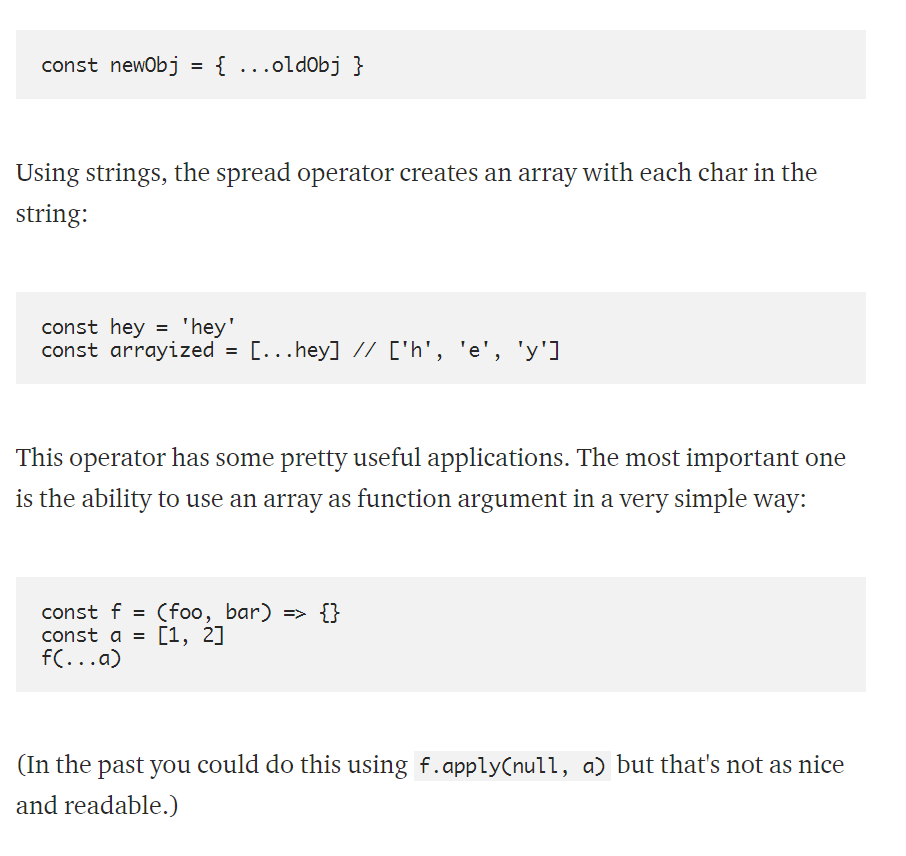 const newObj = { ...oldObj }
Using strings, the spread operator creates an array with each char in the
string:
const hey = 'hey'
const arrayized = [...hey] // ['h', 'e', 'y']
This operator has some pretty useful applications. The most important one
is the ability to use an array as function argument in a very simple way:
const f = (foo, bar) => {}
const a = [1, 2]
f(...a)
(In the past you could do this using f.apply(null, a) but that's not as nice
and readable.)